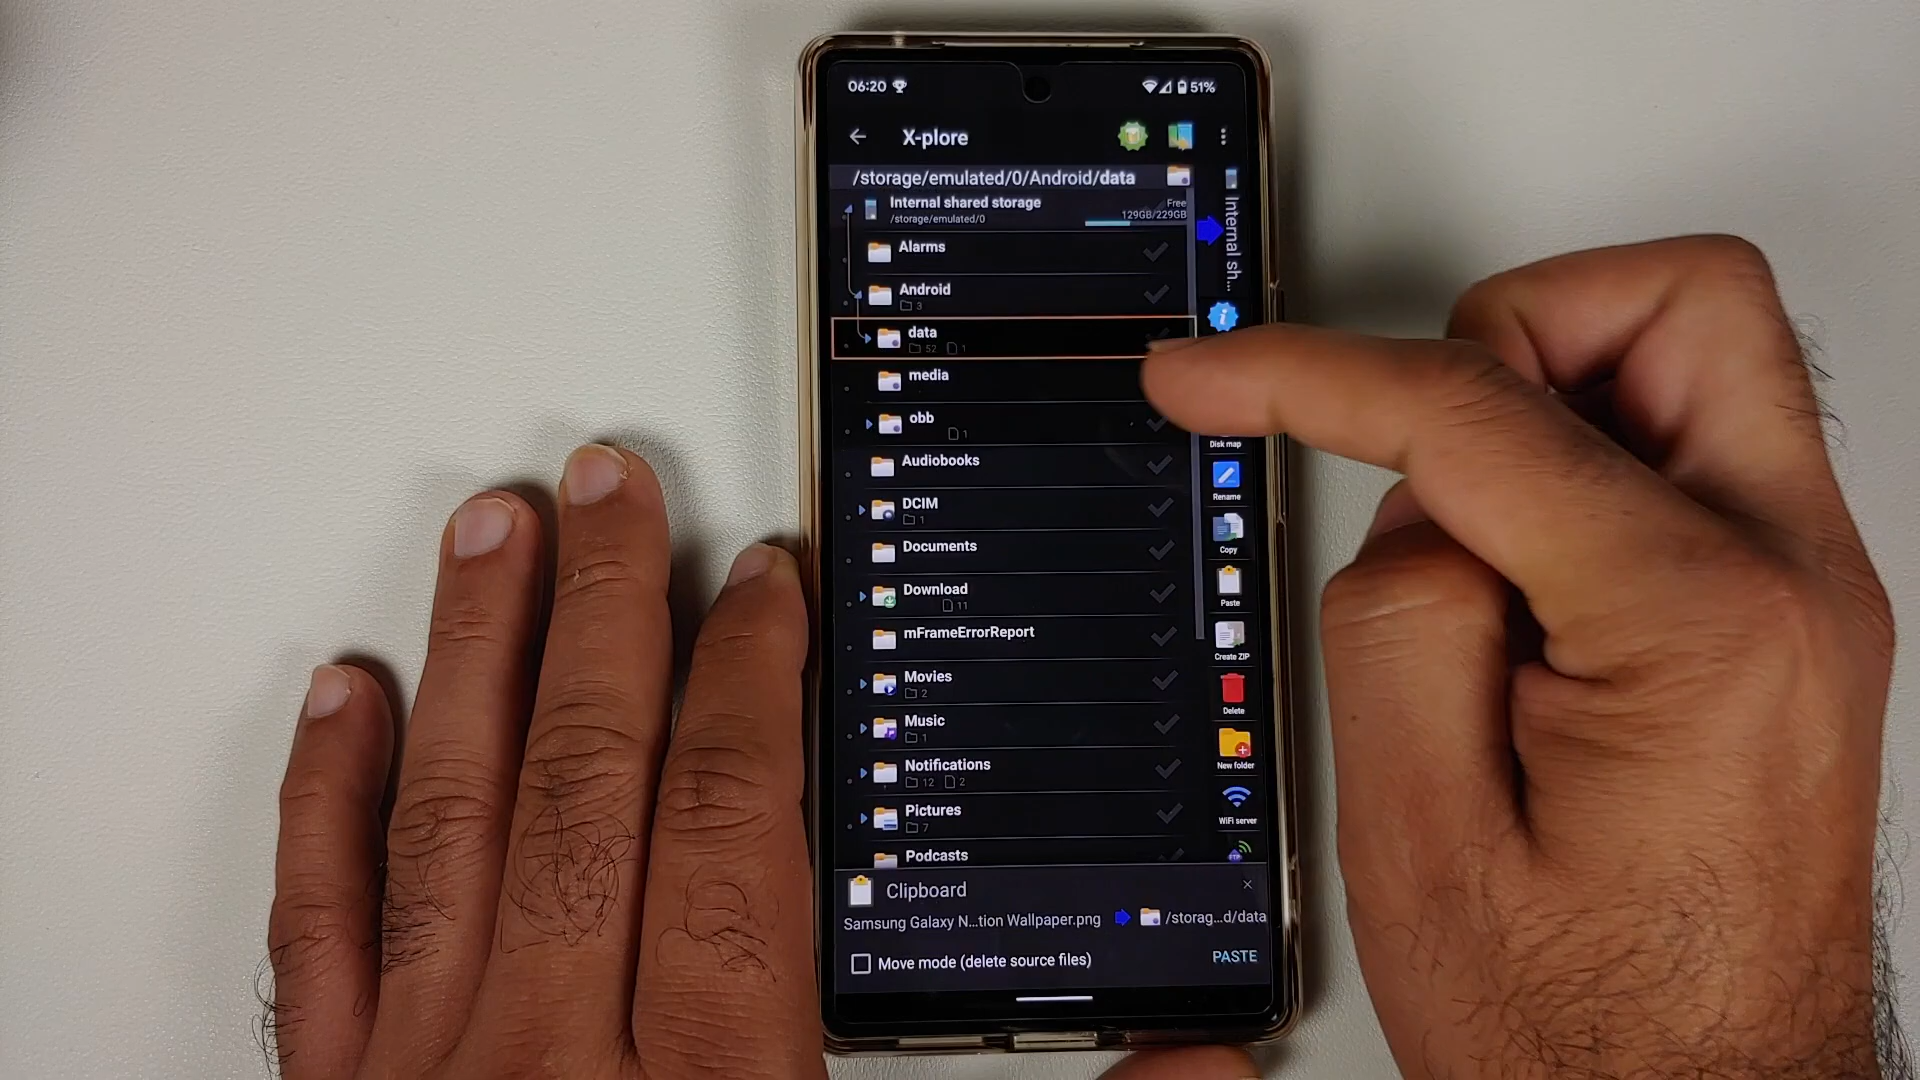 06:20
51%
X-plore
/storage/emulated/0/Android/data
Internal shared storage
/storage/emulated/0
Free
129GB/229GB
Internal sh...
Alarms
Android
3
data
52 1
media
obb
1
Disk map
Audiobooks
Rename
DCIM
1
Copy
Documents
Download
11
Paste
mFrameErrorReport
Create ZIP
Movies
2
Delete
Music
1
New folder
Notifications
12 2
WiFi server
Pictures
7
Podcasts
FTP
Clipboard
Samsung Galaxy N...tion Wallpaper.png
/storag...d/data
Move mode (delete source files)
PASTE